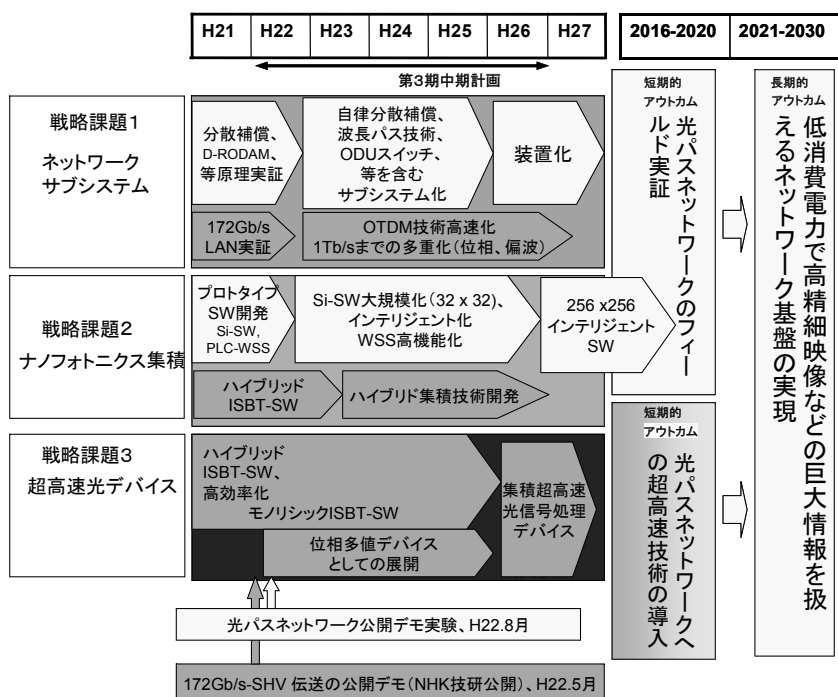 H21 H22 H23 H24 H25 H26 H27 2016-2020 2021-2030
第3期中期計画
戦略課題1
ネットワーク
サブシステム
分散補償、
D-RODAM、
等原理実証
自律分散補償、
波長パス技術、
ODUスイッチ、
等を含む
サブシステム化
装置化
172Gb/s
LAN実証
OTDM技術高速化
1Tb/sまでの多重化(位相、偏波)
戦略課題2
ナノフォトニクス集積
プロトタイプ
SW開発
Si-SW,
PLC-WSS
Si-SW大規模化(32 x 32)、
インテリジェント化
WSS高機能化
256 x256
インテリジェント
SW
ハイブリッド
ISBT-SW
ハイブリド集積技術開発
戦略課題3
超高速光デバイス
ハイブリッド
ISBT-SW、
高効率化
モノリシックISBT-SW
集積超高速
光信号処理
デバイス
位相多値デバイス
としての展開
光パスネットワーク公開デモ実験、H22.8月
172Gb/s-SHV 伝送の公開デモ(NHK技研公開)、H22.5月
短期的
アウトカム
光パスネットワークのフィー
ルド実証
短期的
アウトカム
光パスネットワークへ
の超高速技術の導入
長期的
アウトカム
低消費電力で高精細映像などの巨大情報を扱
えるネットワーク基盤の実現